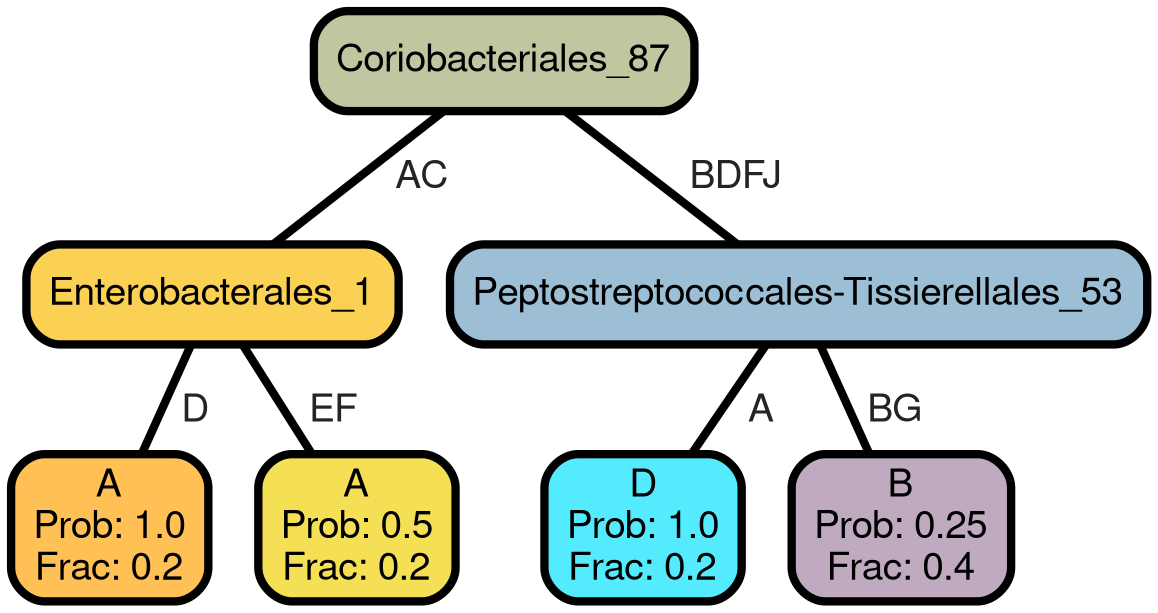 Coriobacteriales_87
AC
BDFJ
Enterobacterales_1
Peptostreptococcales-Tissierellales_53
D
EF
A
BG
A
Prob: 1.0
Frac: 0.2
A
Prob: 0.5
Frac: 0.2
D
Prob: 1.0
Frac: 0.2
B
Prob: 0.25
Frac: 0.4